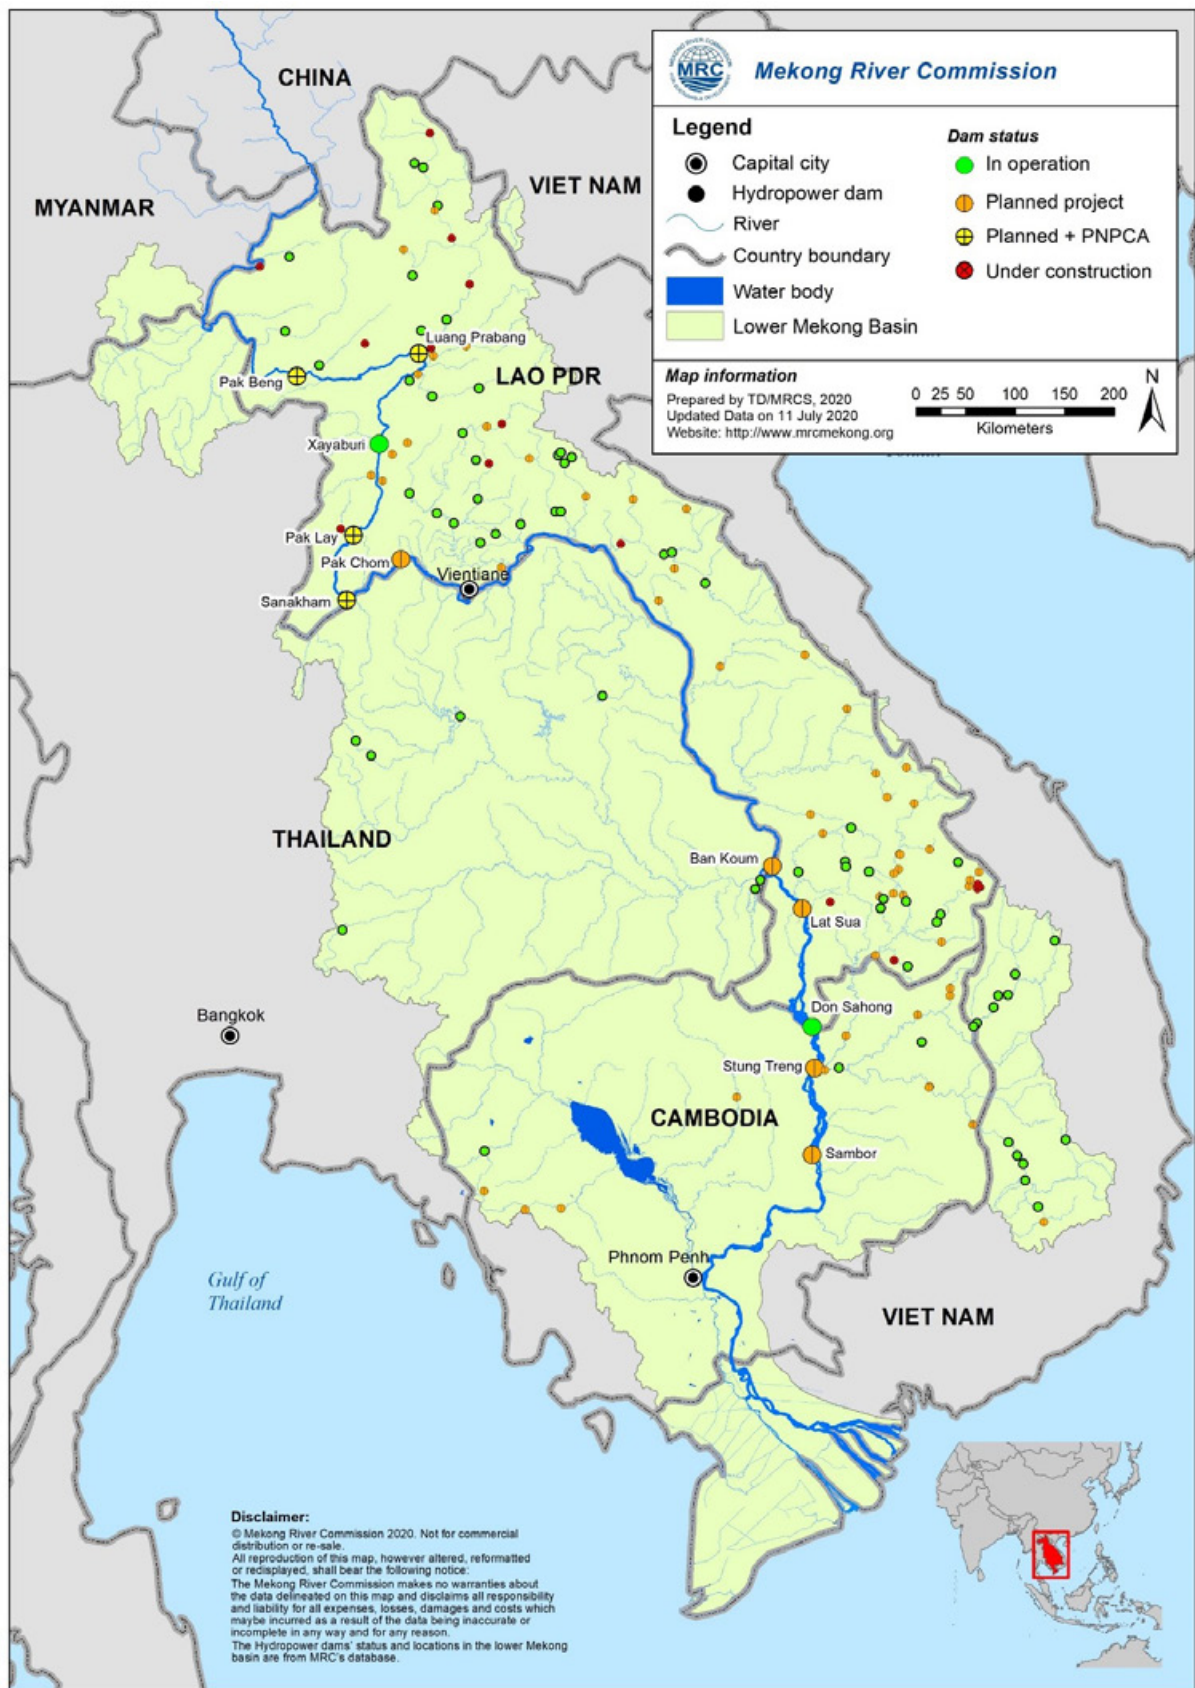 CHINA
MYANMAR
VIET NAM
MRC
Mekong River Commission
Legend
Capital city
Hydropower dam
River
Country boundary
Water body
Lower Mekong Basin
Dam status
In operation
Planned project
Planned + PNPCA
Under construction
Map information
Prepared by TD/MRCS, 2020
Updated Data on 11 July 2020
Website: http://www.mrcmekong.org
0 25 50 100 150 200
Kilometers
N
Luang Prabang
Pak Beng
LAO PDR
Xayaburi
Pak Lay
Pak Chom
Vientiane
Sanakham
THAILAND
Ban Koum
Lat Sua
Bangkok
Don Sahong
Stung Treng
CAMBODIA
Sambor
Phnom Penh
Gulf of
Thailand
VIET NAM
Disclaimer:
© Mekong River Commission 2020. Not for commercial
distribution or re-sale.
All reproduction of this map, however altered, reformatted
or redisplayed, shall bear the following notice:
The Mekong River Commission makes no warranties about
the data delineated on this map and disclaims all responsibility
and liability for all expenses, losses, damages and costs which
maybe incurred as a result of the data being inaccurate or
incomplete in any way and for any reason.
The Hydropower dams' status and locations in the lower Mekong
basin are from MRC's database.